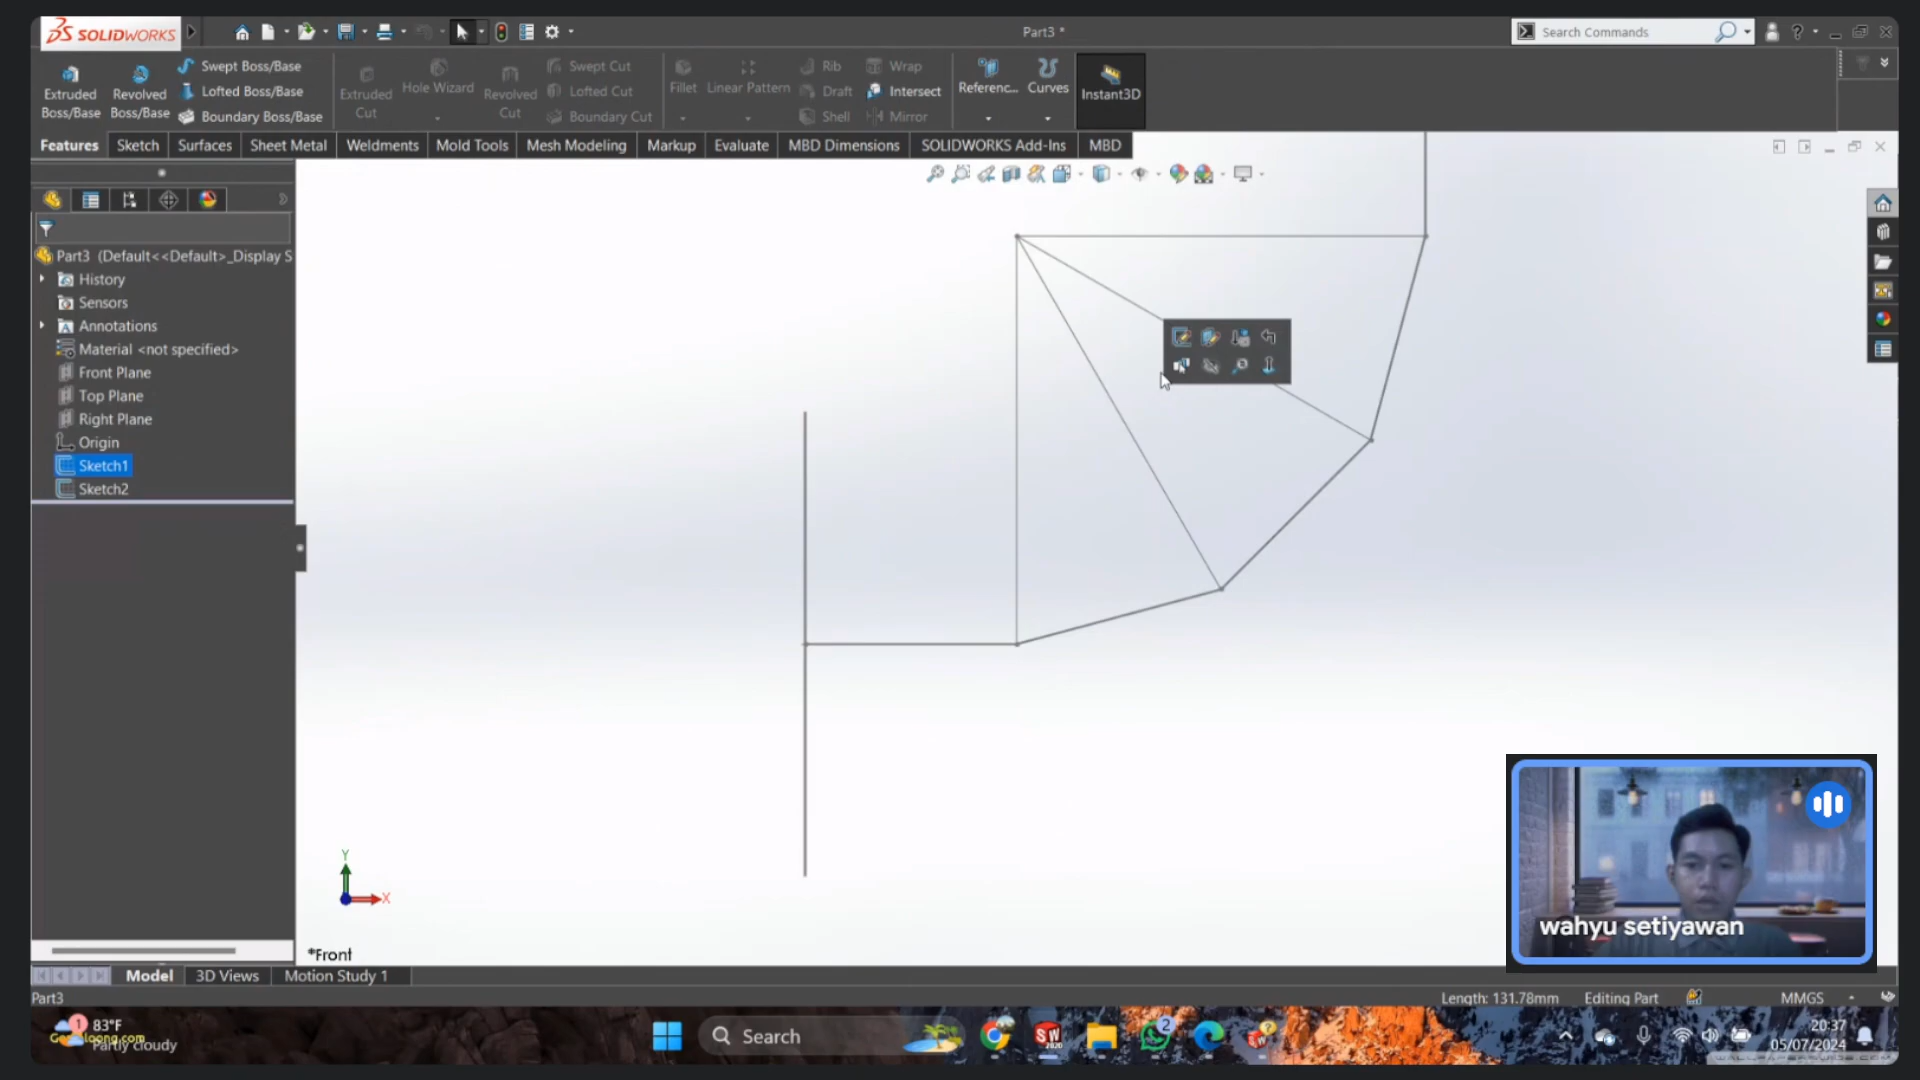 SOLIDWORKS
Part3 *
Search Commands
Extruded Boss/Base
Revolved Boss/Base
Swept Boss/Base
Lofted Boss/Base
Boundary Boss/Base
Extruded Cut
Hole Wizard
Revolved Cut
Swept Cut
Lofted Cut
Boundary Cut
Fillet
Linear Pattern
Rib
Draft
Shell
Wrap
Intersect
Mirror
Referenc...
Curves
Instant3D
Features
Sketch
Surfaces
Sheet Metal
Weldments
Mold Tools
Mesh Modeling
Markup
Evaluate
MBD Dimensions
SOLIDWORKS Add-Ins
MBD
Part3 (Default<<Default>_Display S
History
Sensors
Annotations
Material <not specified>
Front Plane
Top Plane
Right Plane
Origin
Sketch1
Sketch2
Y
X
*Front
wahyu setiyawan
Model
3D Views
Motion Study 1
Part3
Length: 131.78mm
Editing Part
MMGS
1
83°F
Partly cloudy
Search
SW
2020
2
20:37
05/07/2024